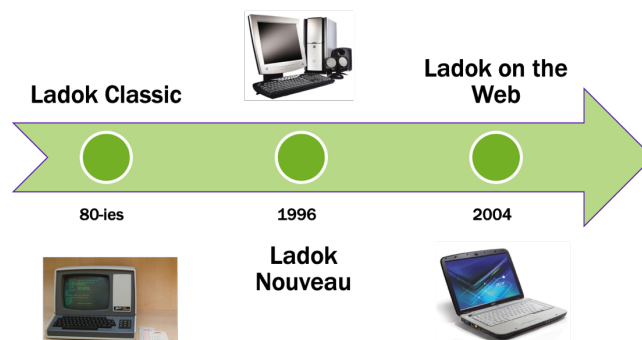 Ladok Classic
Ladok on the
Web
80-ies
1996
2004
Ladok
Nouveau